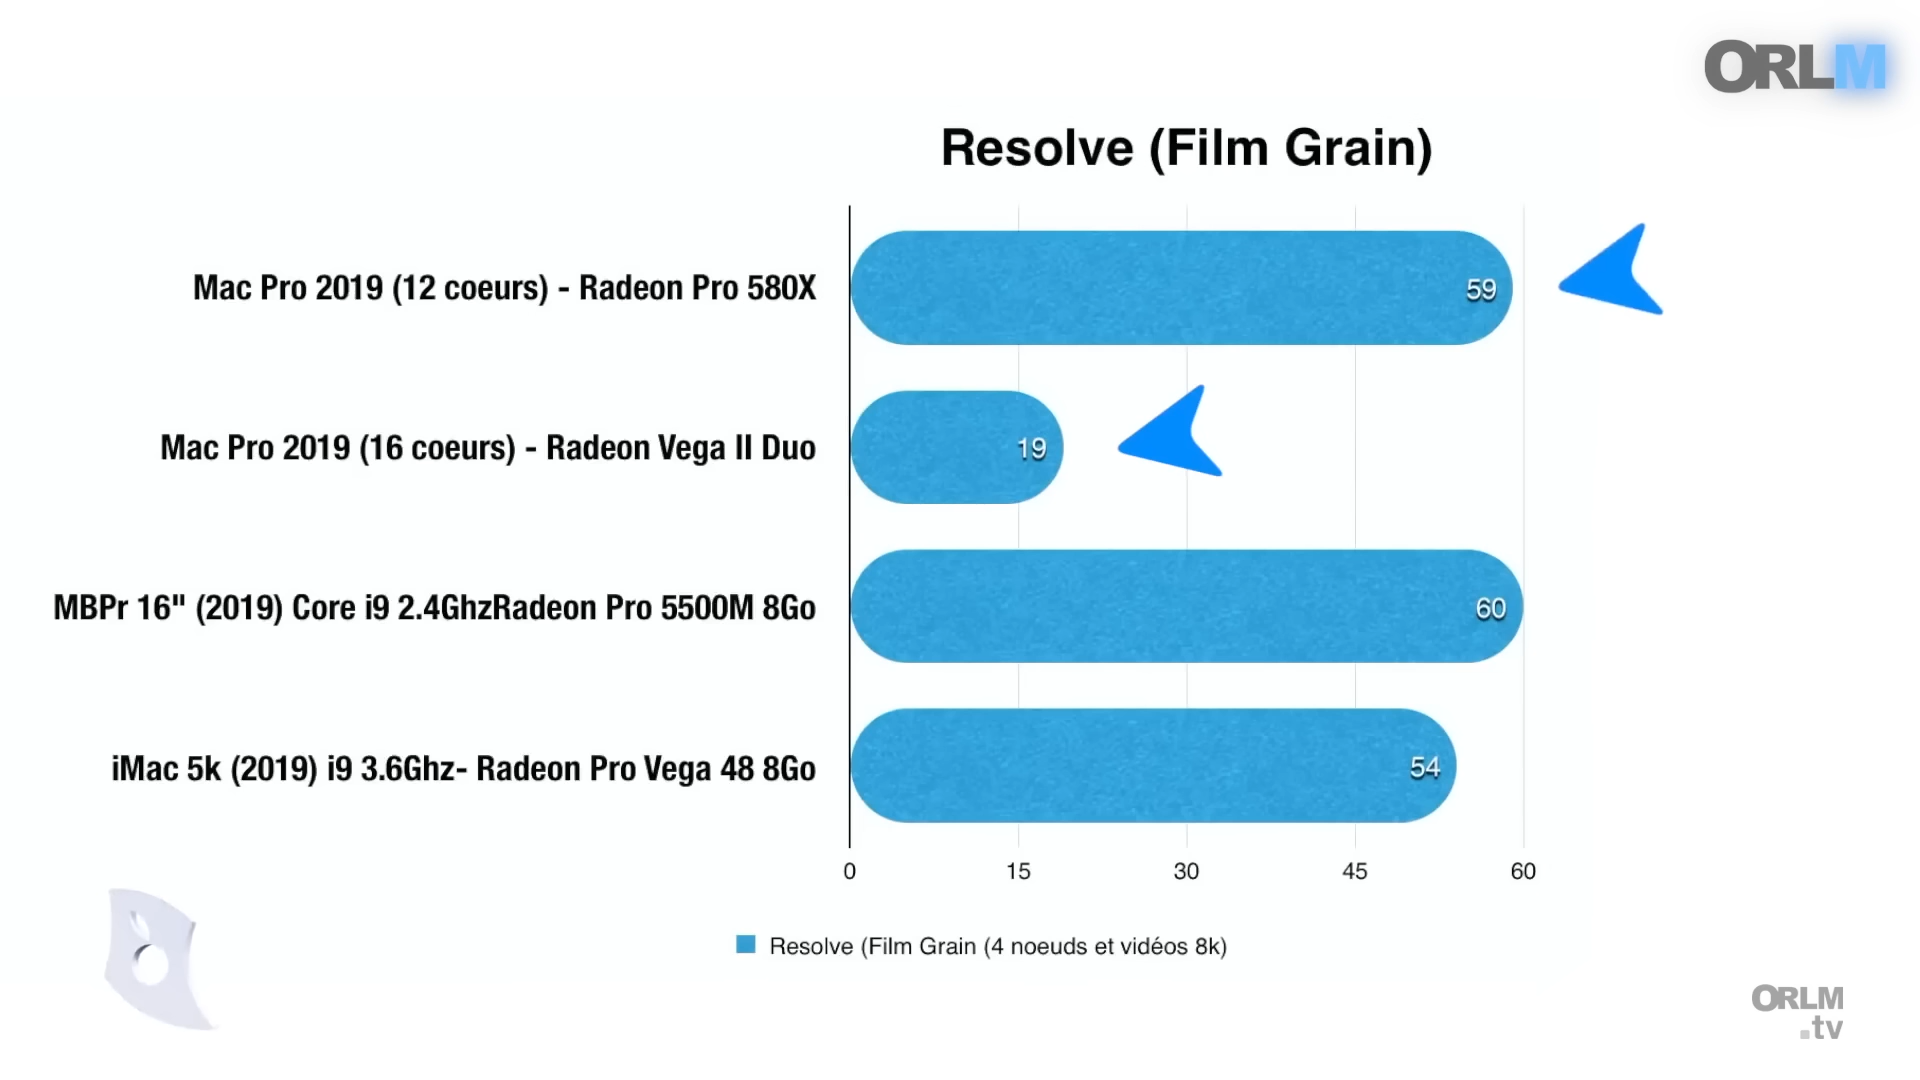 ORLM
Resolve (Film Grain)
Mac Pro 2019 (12 coeurs) - Radeon Pro 580X
59
Mac Pro 2019 (16 coeurs) - Radeon Vega II Duo
19
MBPr 16" (2019) Core i9 2.4GhzRadeon Pro 5500M 8Go
60
iMac 5k (2019) i9 3.6Ghz- Radeon Pro Vega 48 8Go
54
0 15 30 45 60
Resolve (Film Grain (4 noeuds et vidéos 8k)
ORLM
.tv